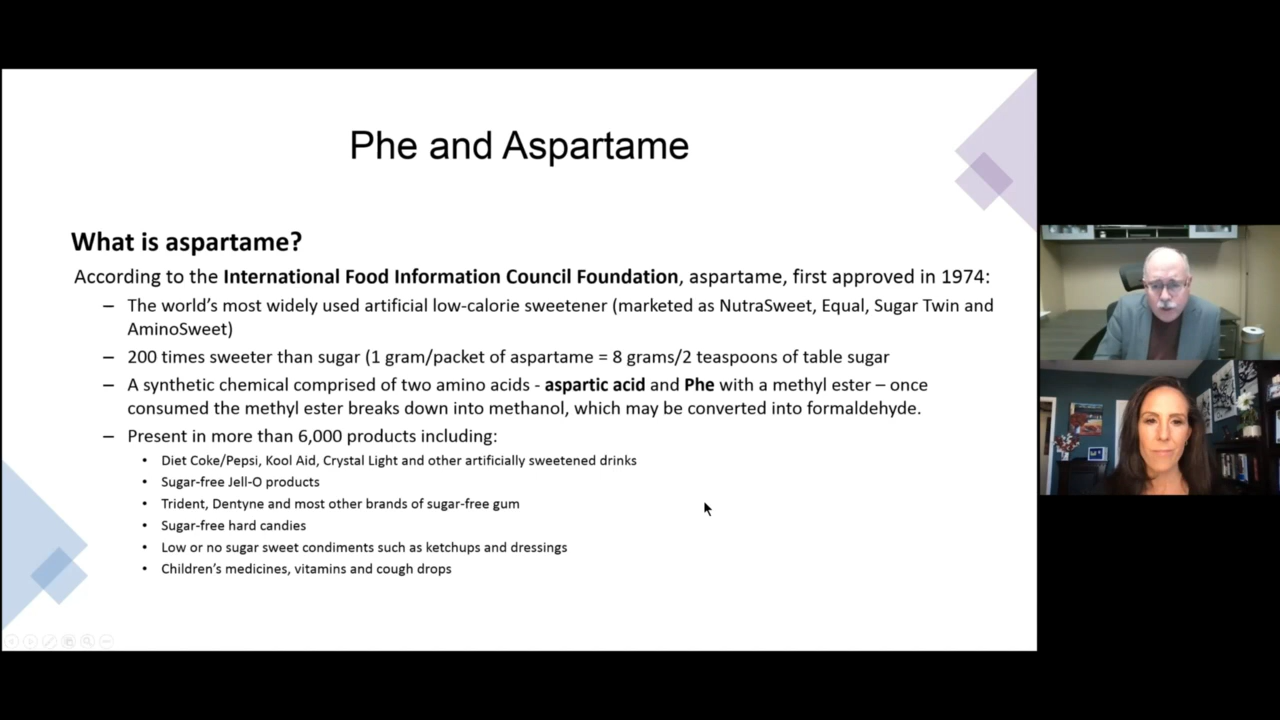 Phe and Aspartame
What is aspartame?
According to the International Food Information Council Foundation, aspartame, first approved in 1974:
– The world's most widely used artificial low-calorie sweetener (marketed as NutraSweet, Equal, Sugar Twin and
AminoSweet)
– 200 times sweeter than sugar (1 gram/packet of aspartame = 8 grams/2 teaspoons of table sugar
– A synthetic chemical comprised of two amino acids - aspartic acid and Phe with a methyl ester – once
consumed the methyl ester breaks down into methanol, which may be converted into formaldehyde.
– Present in more than 6,000 products including:
• Diet Coke/Pepsi, Kool Aid, Crystal Light and other artificially sweetened drinks
• Sugar-free Jell-O products
• Trident, Dentyne and most other brands of sugar-free gum
• Sugar-free hard candies
• Low or no sugar sweet condiments such as ketchups and dressings
• Children's medicines, vitamins and cough drops